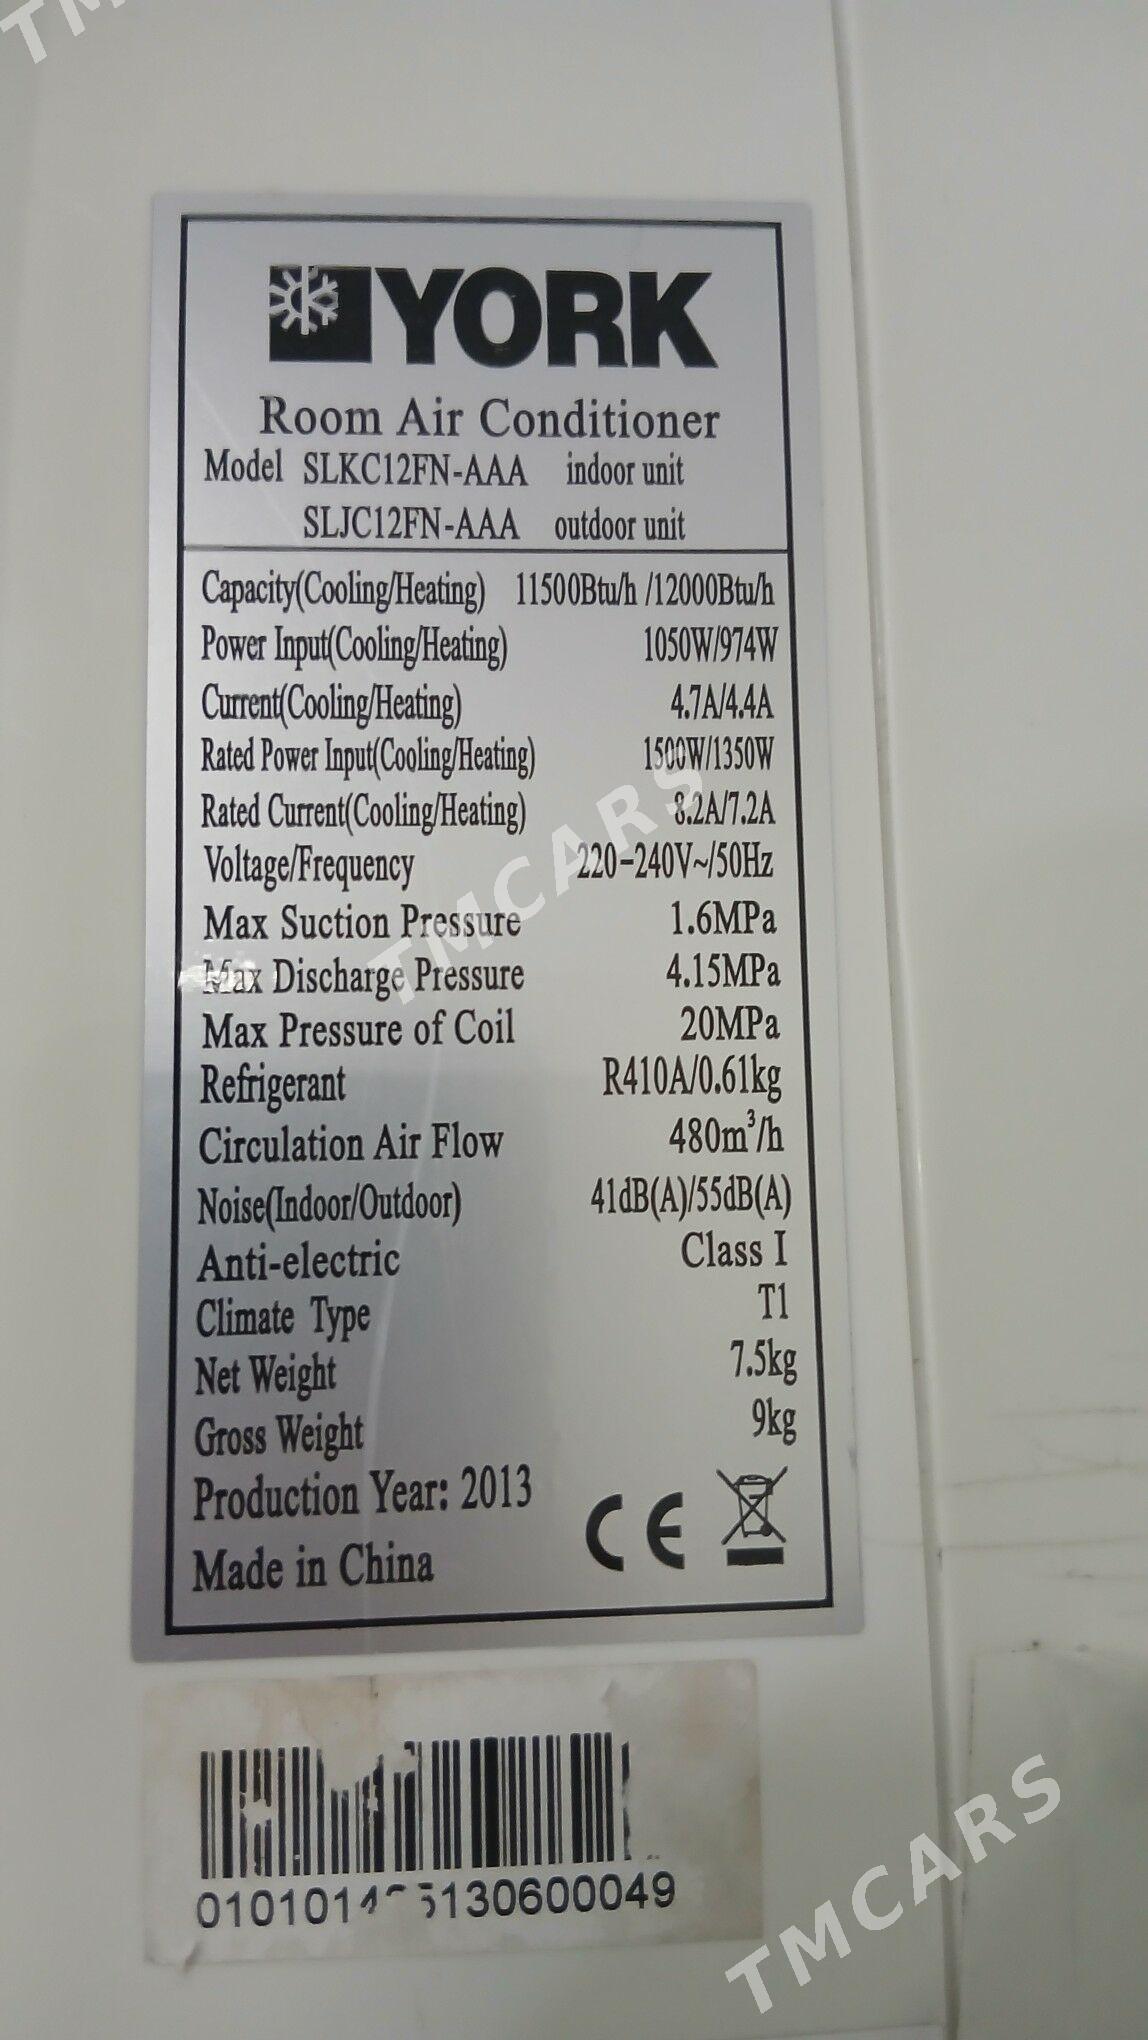 TM
YORK
Room Air Conditioner
Model SLKC12FN-AAA indoor unit
SLJC12FN-AAA outdoor unit
Capacity(Cooling/Heating) 11500Btu/h /12000Btu/h
Power Input(Cooling/Heating) 1050W/974W
Current(Cooling/Heating) 4.7A/4.4A
Rated Power Input(Cooling/Heating) 1500W/1350W
Rated Current(Cooling/Heating) 8.2A/7.2A
Voltage/Frequency 220-240V~/50Hz
Max Suction Pressure 1.6MPa
Max Discharge Pressure 4.15MPa
Max Pressure of Coil 20MPa
Refrigerant R410A/0.61kg
Circulation Air Flow 480m³/h
Noise(Indoor/Outdoor) 41dB(A)/55dB(A)
Anti-electric Class I
Climate Type T1
Net Weight 7.5kg
Gross Weight 9kg
Production Year: 2013
Made in China CE
TMCARS
TMCARS